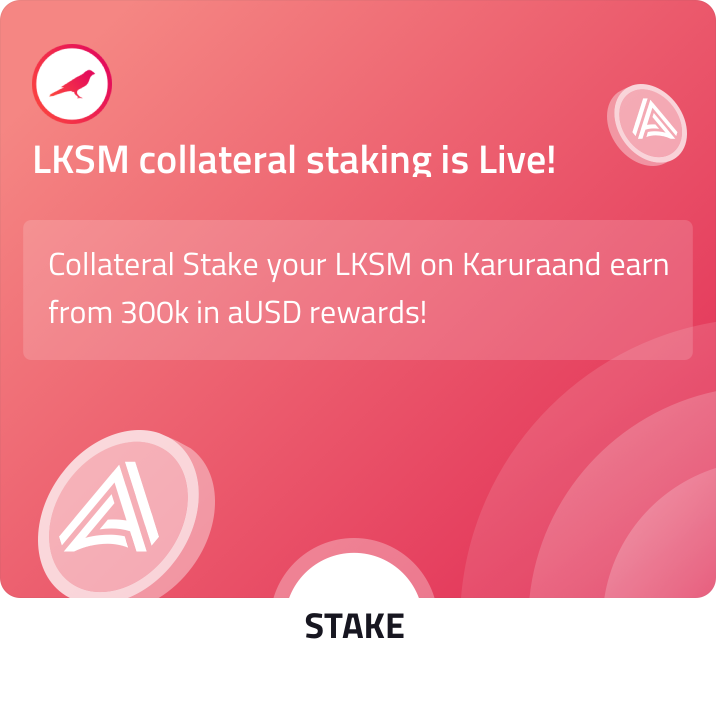 LKSM collateral staking is Live!
Collateral Stake your LKSM on Karuraand earn
from 300k in aUSD rewards!
STAKE